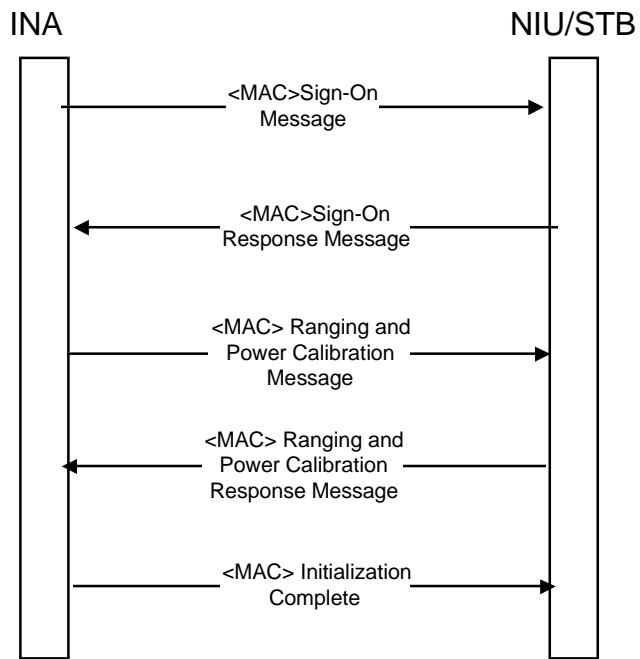 INA
NIU/STB
<MAC>Sign-On
Message
<MAC>Sign-On
Response Message
<MAC> Ranging and
Power Calibration
Message
<MAC> Ranging and
Power Calibration
Response Message
<MAC> Initialization
Complete